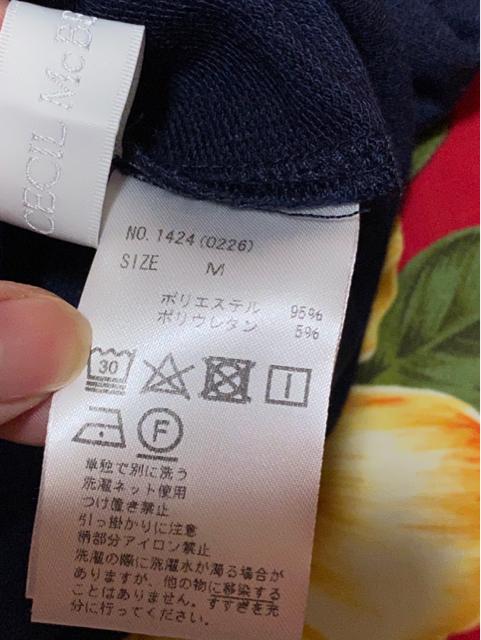 CECIL McB
NO. 1424 (0226)
SIZE M
ポリエステル 95%
ポリウレタン 5%
30
F
単独で別に洗う
洗濯ネット使用
つけ置き禁止
引っ掛かりに注意
柄部分アイロン禁止
洗濯の際に洗濯水が濁る場合が
ありますが、他の物に移染する
ことはありません。すすぎを充
分に行ってください。